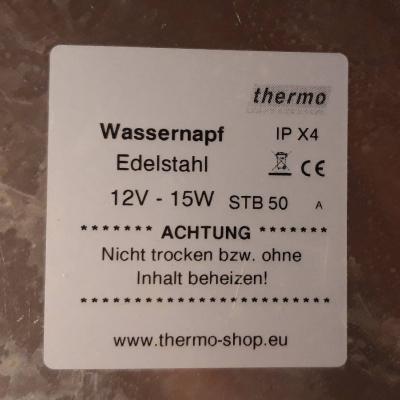 thermo
Wassernapf IP X4
Edelstahl CE
12V - 15W STB 50 A
******* ACHTUNG *******
Nicht trocken bzw. ohne
Inhalt beheizen!
*****************************
www.thermo-shop.eu